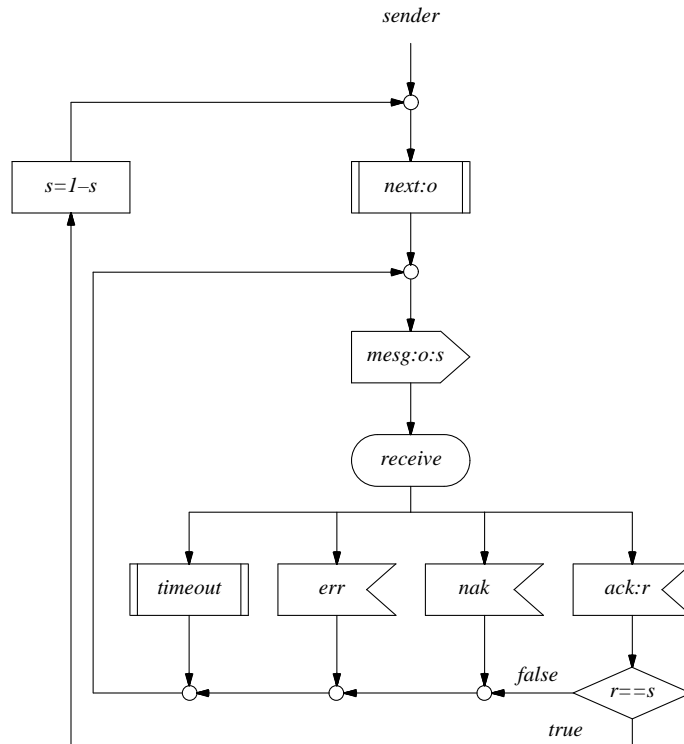 sender
s=1–s
next:o
mesg:o:s
receive
timeout
err
nak
ack:r
false
r==s
true